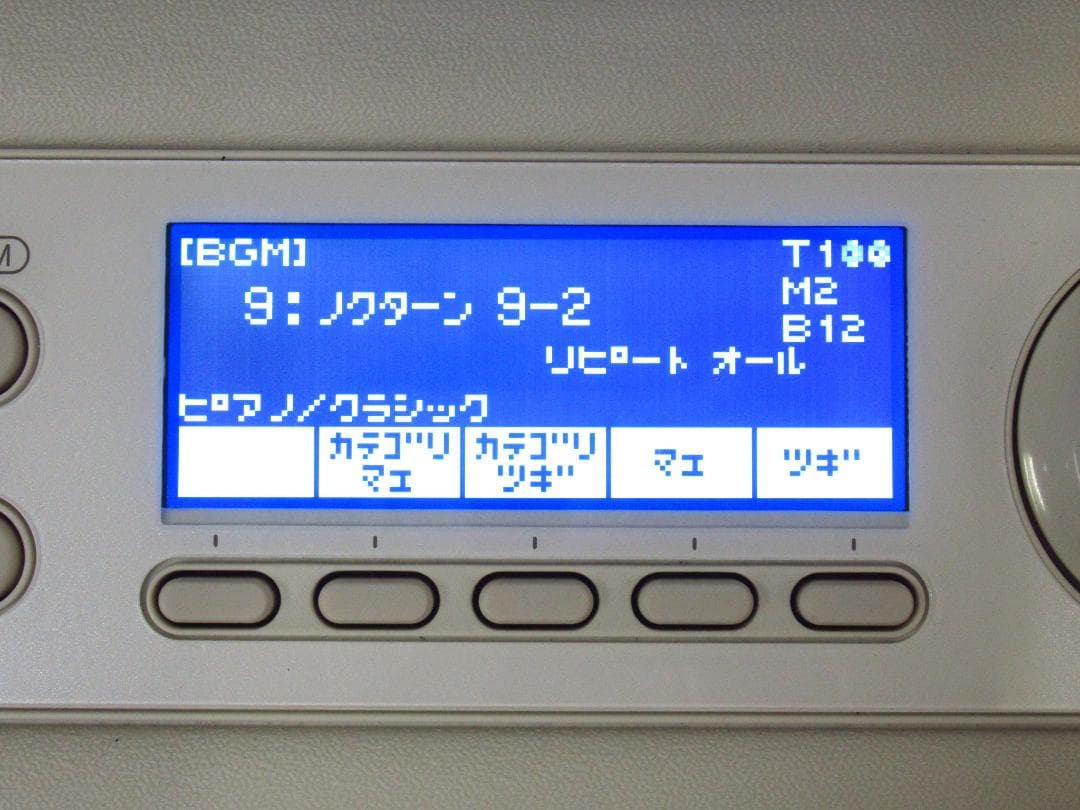 [BGM] T100
9:ノクターン 9-2 M2
B12
リピート オール
ピアノ/クラシック
カテゴリ カテゴリ マエ ツギ
マエ ツギ
M